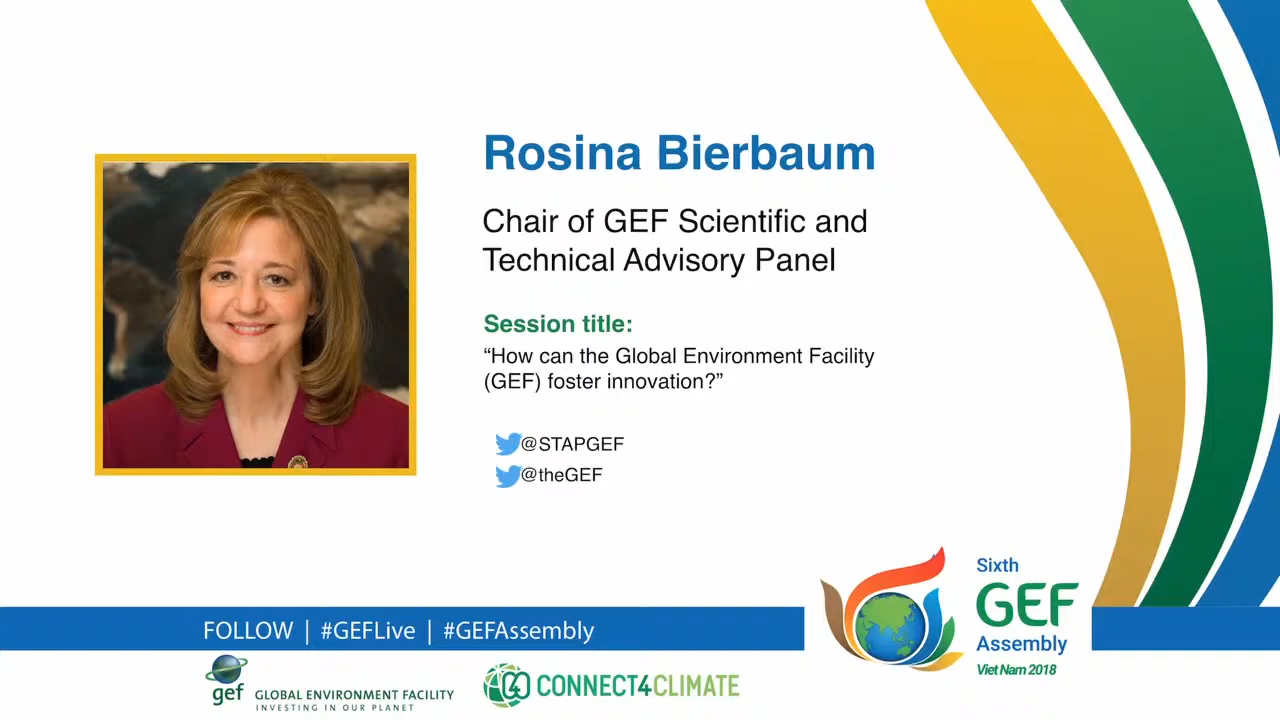 Rosina Bierbaum
Chair of GEF Scientific and
Technical Advisory Panel
Session title:
“How can the Global Environment Facility
(GEF) foster innovation?”
@STAPGEF
@theGEF
Sixth
GEF
Assembly
Viet Nam 2018
FOLLOW | #GEFLive | #GEFAssembly
gef
GLOBAL ENVIRONMENT FACILITY
INVESTING IN OUR PLANET
C4C CONNECT4CLIMATE